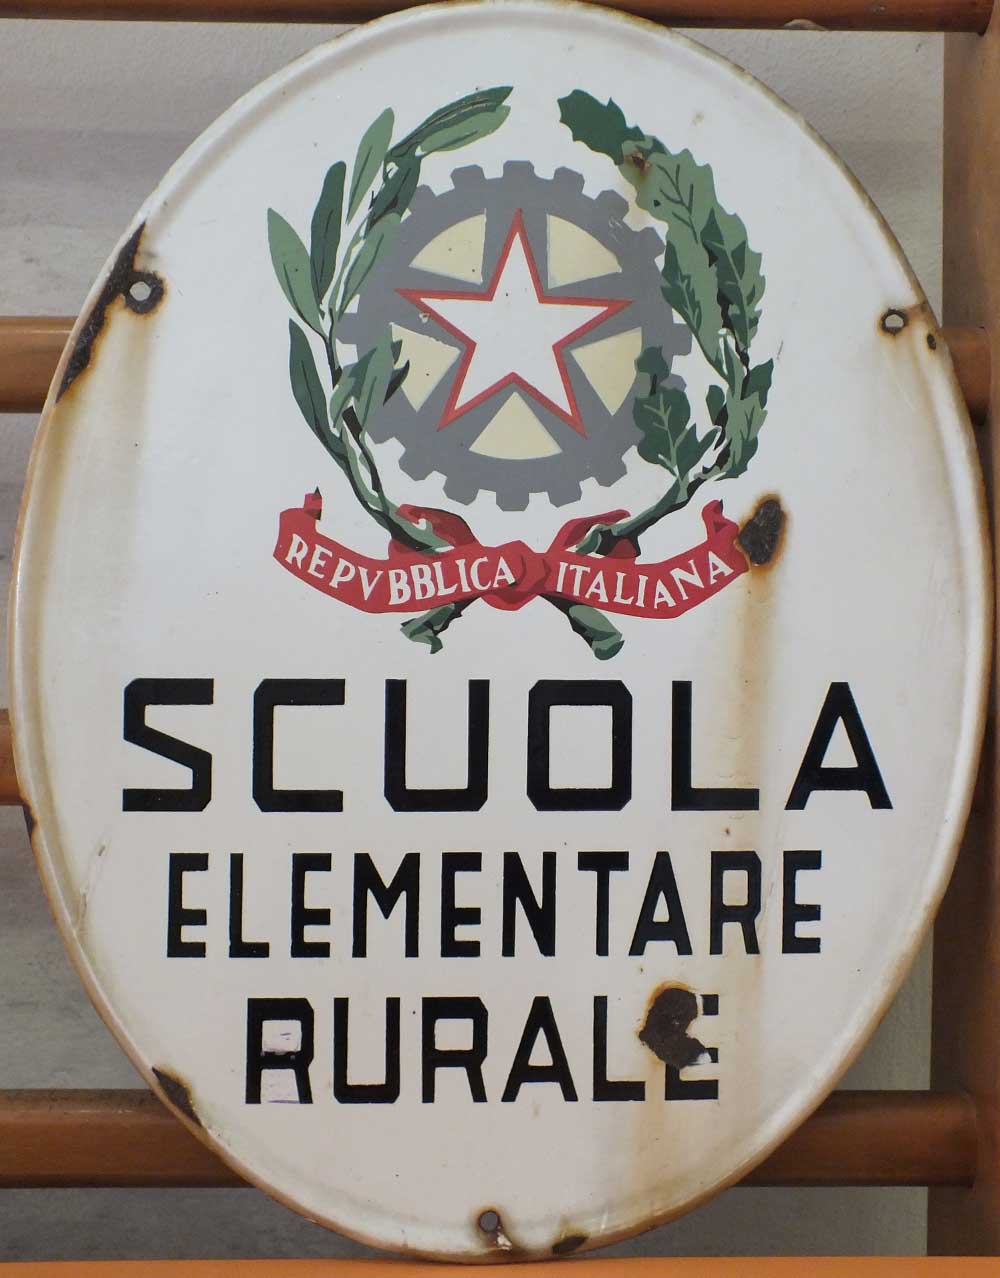 REPVBBLICA ITALIANA
SCUOLA
ELEMENTARE
RURALE